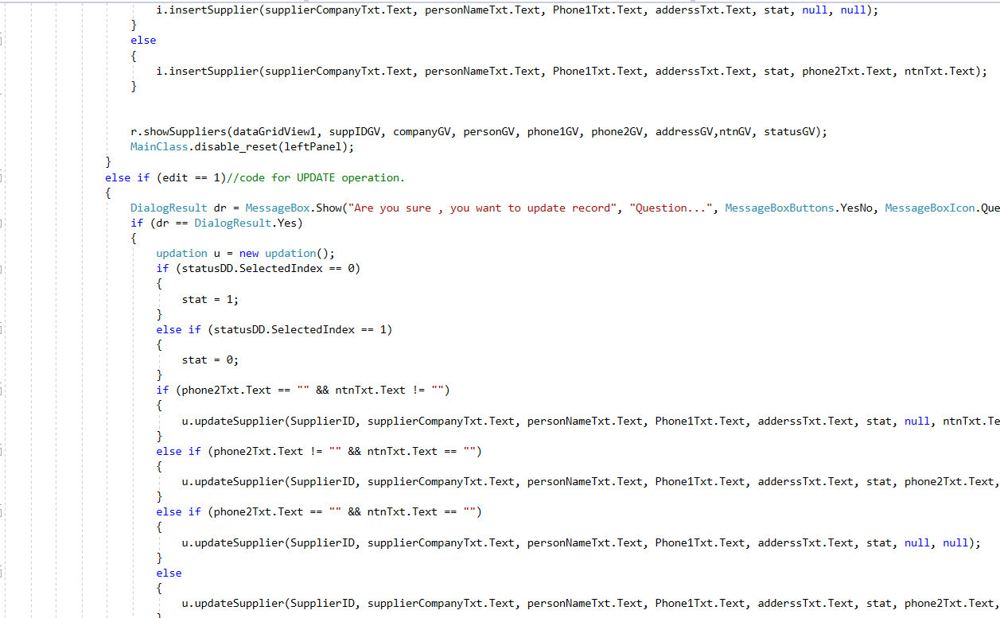 i.insertSupplier(supplierCompanyTxt.Text, personNameTxt.Text, Phone1Txt.Text, adderssTxt.Text, stat, null, null);
}
else
{
i.insertSupplier(supplierCompanyTxt.Text, personNameTxt.Text, Phone1Txt.Text, adderssTxt.Text, stat, phone2Txt.Text, ntnTxt.Text);
}
r.showSuppliers(dataGridView1, suppIDGV, companyGV, personGV, phone1GV, phone2GV, addressGV,ntnGV, statusGV);
MainClass.disable_reset(leftPanel);
}
else if (edit == 1)//code for UPDATE operation.
{
DialogResult dr = MessageBox.Show("Are you sure , you want to update record", "Question...", MessageBoxButtons.YesNo, MessageBoxIcon.Que
if (dr == DialogResult.Yes)
{
updation u = new updation();
if (statusDD.SelectedIndex == 0)
{
stat = 1;
}
else if (statusDD.SelectedIndex == 1)
{
stat = 0;
}
if (phone2Txt.Text == "" && ntnTxt.Text != "")
{
u.updateSupplier(SupplierID, supplierCompanyTxt.Text, personNameTxt.Text, Phone1Txt.Text, adderssTxt.Text, stat, null, ntnTxt.Te
}
else if (phone2Txt.Text != "" && ntnTxt.Text == "")
{
u.updateSupplier(SupplierID, supplierCompanyTxt.Text, personNameTxt.Text, Phone1Txt.Text, adderssTxt.Text, stat, phone2Txt.Text,
}
else if (phone2Txt.Text == "" && ntnTxt.Text == "")
{
u.updateSupplier(SupplierID, supplierCompanyTxt.Text, personNameTxt.Text, Phone1Txt.Text, adderssTxt.Text, stat, null, null);
}
else
{
u.updateSupplier(SupplierID, supplierCompanyTxt.Text, personNameTxt.Text, Phone1Txt.Text, adderssTxt.Text, stat, phone2Txt.Text,
}